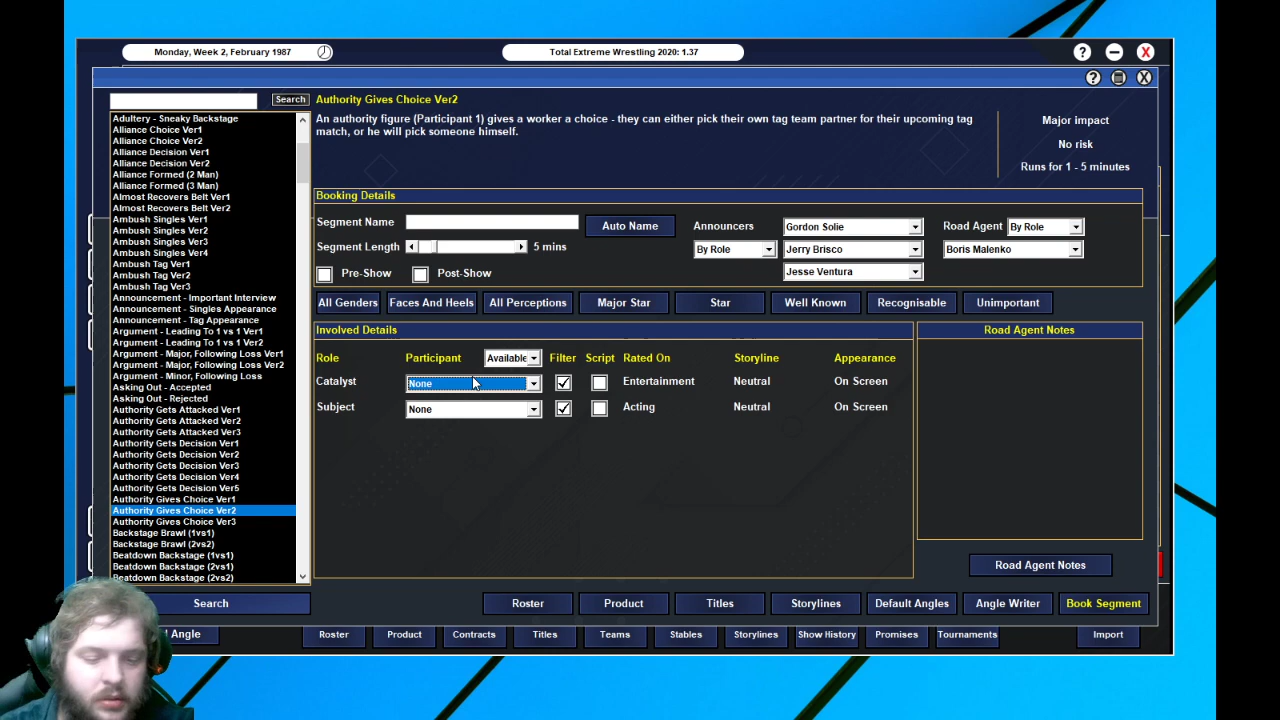 Monday, Week 2, February 1987
Total Extreme Wrestling 2020: 1.37
? X
? X
Search
Authority Gives Choice Ver2
An authority figure (Participant 1) gives a worker a choice - they can either pick their own tag team partner for their upcoming tag
match, or he will pick someone himself.
Major impact
No risk
Runs for 1 - 5 minutes
Adultery - Sneaky Backstage
Alliance Choice Ver1
Alliance Choice Ver2
Alliance Decision Ver1
Alliance Decision Ver2
Alliance Formed (2 Man)
Alliance Formed (3 Man)
Almost Recovers Belt Ver1
Almost Recovers Belt Ver2
Ambush Singles Ver1
Ambush Singles Ver2
Ambush Singles Ver3
Ambush Singles Ver4
Ambush Tag Ver1
Ambush Tag Ver2
Ambush Tag Ver3
Announcement - Important Interview
Announcement - Singles Appearance
Announcement - Tag Appearance
Argument - Leading To 1 vs 1 Ver1
Argument - Leading To 1 vs 1 Ver2
Argument - Major, Following Loss Ver1
Argument - Major, Following Loss Ver2
Argument - Minor, Following Loss
Asking Out - Accepted
Asking Out - Rejected
Authority Gets Attacked Ver1
Authority Gets Attacked Ver2
Authority Gets Attacked Ver3
Authority Gets Decision Ver1
Authority Gets Decision Ver2
Authority Gets Decision Ver3
Authority Gets Decision Ver4
Authority Gets Decision Ver5
Authority Gives Choice Ver1
Authority Gives Choice Ver2
Authority Gives Choice Ver3
Backstage Brawl (1vs1)
Backstage Brawl (2vs2)
Beatdown Backstage (1vs1)
Beatdown Backstage (2vs1)
Beatdown Backstage (2vs2)
Booking Details
Segment Name
Auto Name
Announcers
Gordon Solie
Road Agent
By Role
Segment Length
5 mins
By Role
Jerry Brisco
Boris Malenko
Pre-Show
Post-Show
Jesse Ventura
All Genders
Faces And Heels
All Perceptions
Major Star
Star
Well Known
Recognisable
Unimportant
Involved Details
Road Agent Notes
Role Participant Available Filter Script Rated On Storyline Appearance
Catalyst None Entertainment Neutral On Screen
Subject None Acting Neutral On Screen
Road Agent Notes
Search
Roster
Product
Titles
Storylines
Default Angles
Angle Writer
Book Segment
Angle
Roster
Product
Contracts
Titles
Teams
Stables
Storylines
Show History
Promises
Tournaments
Import